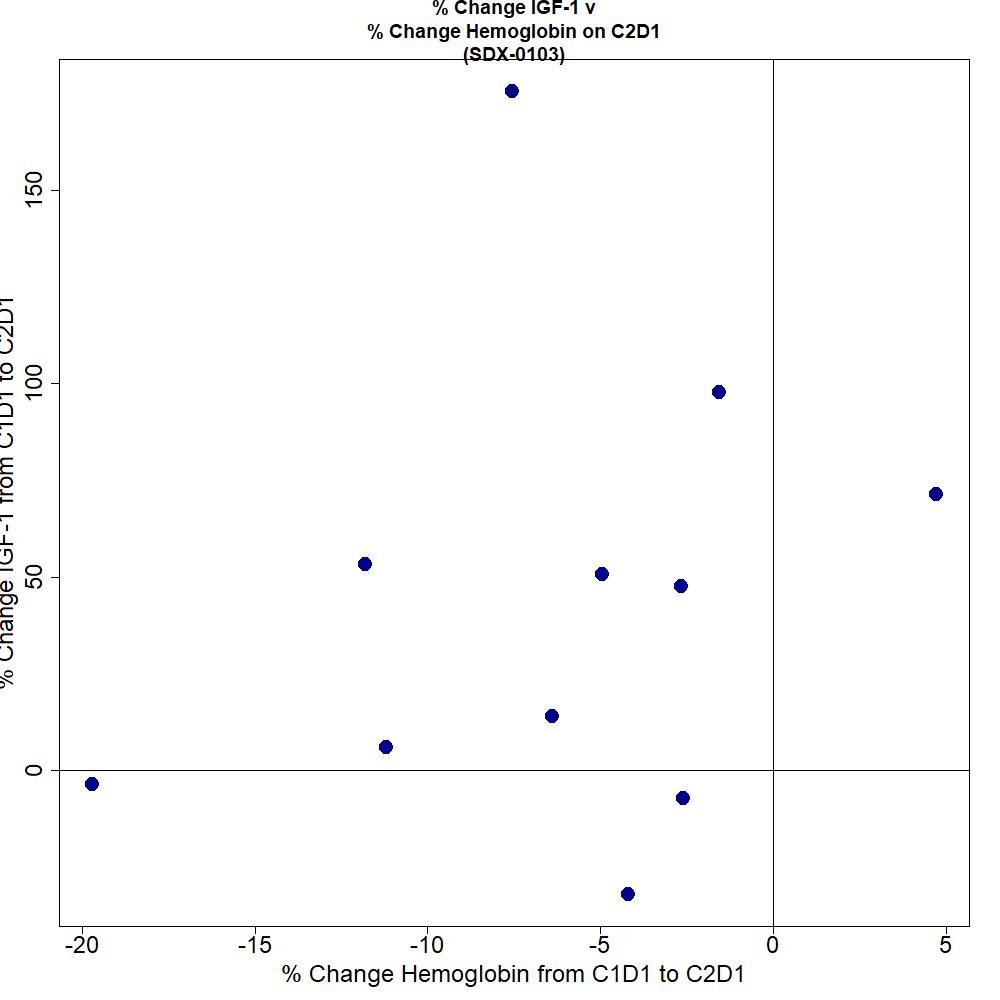 % Change IGF-1 v
% Change Hemoglobin on C2D1
(SDX-0103)
% Change IGF-1 from C1D1 to C2D1
150
100
50
0
-20
-15
-10
-5
0
5
% Change Hemoglobin from C1D1 to C2D1